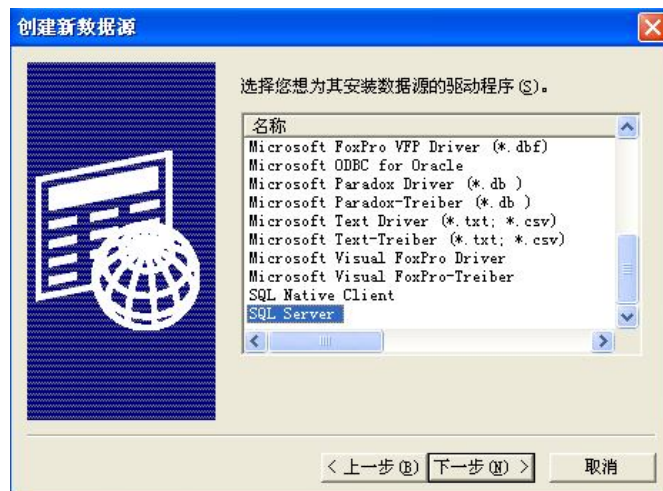 创建新数据源
选择您想为其安装数据源的驱动程序(S)。
名称
Microsoft FoxPro VFP Driver (*.dbf)
Microsoft ODBC for Oracle
Microsoft Paradox Driver (*.db )
Microsoft Paradox-Treiber (*.db )
Microsoft Text Driver (*.txt; *.csv)
Microsoft Text-Treiber (*.txt; *.csv)
Microsoft Visual FoxPro Driver
Microsoft Visual FoxPro-Treiber
SQL Native Client
SQL Server
< 上一步(B) 下一步(N) > 取消